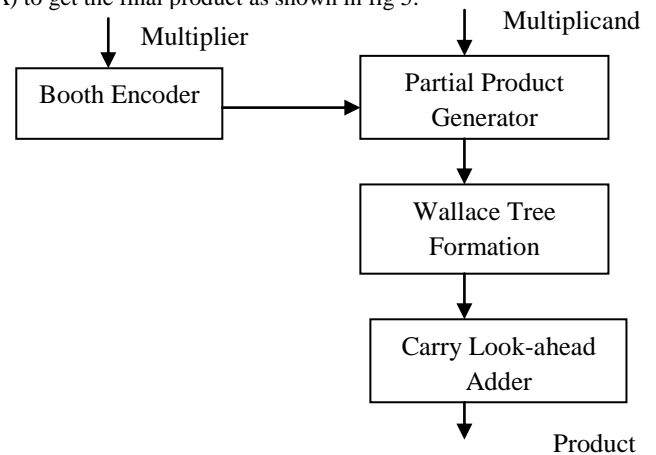 A) to get the final product as shown in fig 3.
Multiplier
Multiplicand
Booth Encoder
Partial Product
Generator
Wallace Tree
Formation
Carry Look-ahead
Adder
Product